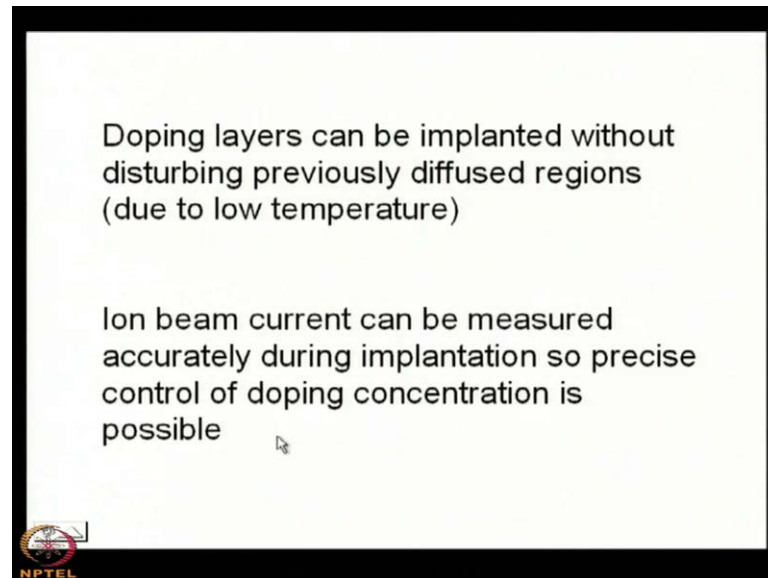 Doping layers can be implanted without
disturbing previously diffused regions
(due to low temperature)
Ion beam current can be measured
accurately during implantation so precise
control of doping concentration is
possible
NPTEL